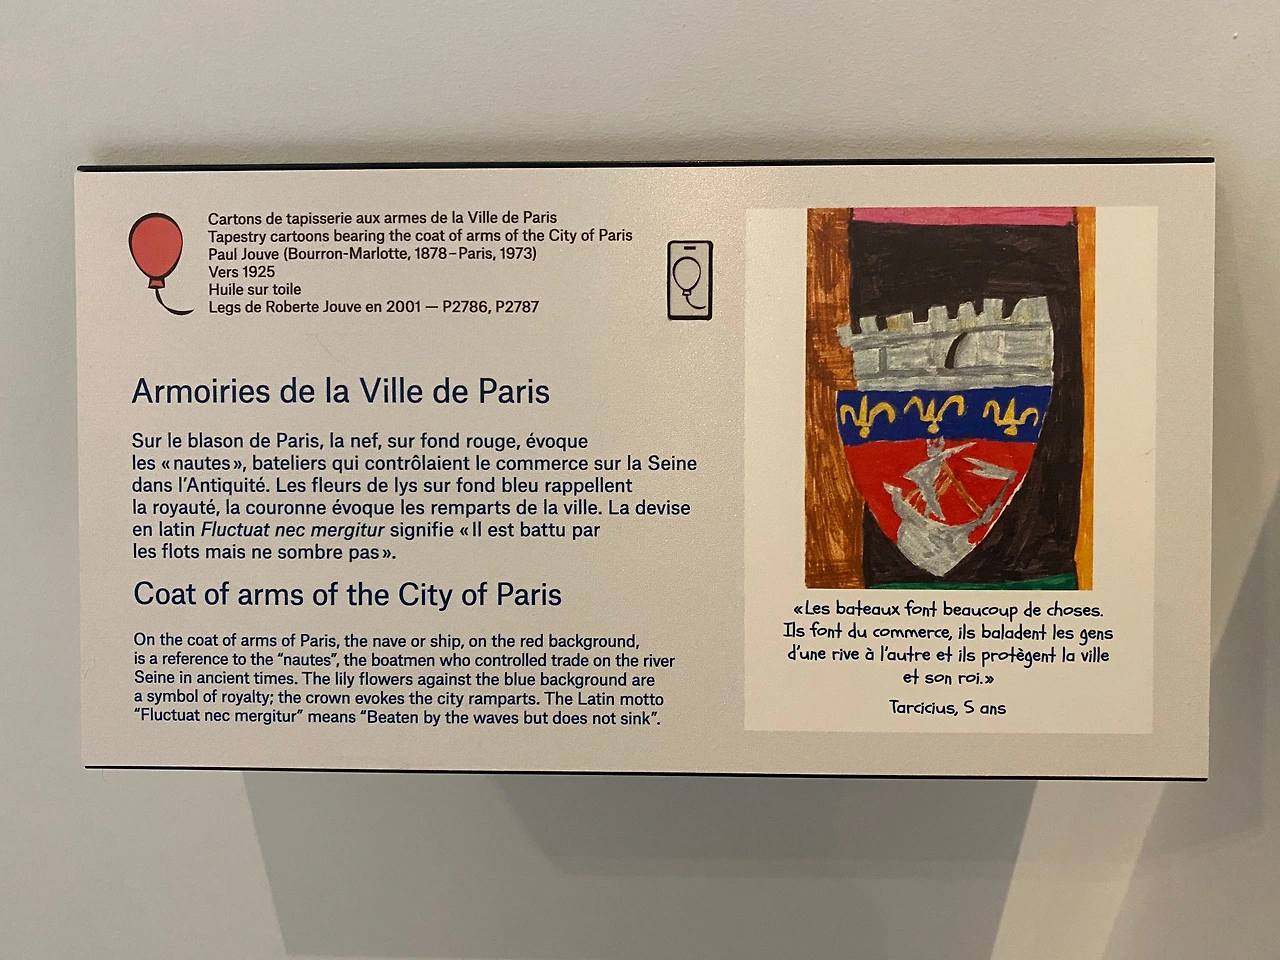 Cartons de tapisserie aux armes de la Ville de Paris
Tapestry cartoons bearing the coat of arms of the City of Paris
Paul Jouve (Bourron-Marlotte, 1878 – Paris, 1973)
Vers 1925
Huile sur toile
Legs de Roberte Jouve en 2001 — P2786, P2787
Armoiries de la Ville de Paris
Sur le blason de Paris, la nef, sur fond rouge, évoque
les « nautes », bateliers qui contrôlaient le commerce sur la Seine
dans l'Antiquité. Les fleurs de lys sur fond bleu rappellent
la royauté, la couronne évoque les remparts de la ville. La devise
en latin Fluctuat nec mergitur signifie « Il est battu par
les flots mais ne sombre pas ».
Coat of arms of the City of Paris
On the coat of arms of Paris, the nave or ship, on the red background,
is a reference to the “nautes”, the boatmen who controlled trade on the river
Seine in ancient times. The lily flowers against the blue background are
a symbol of royalty; the crown evokes the city ramparts. The Latin motto
“Fluctuat nec mergitur” means “Beaten by the waves but does not sink”.
« Les bateaux font beaucoup de choses.
Ils font du commerce, ils baladent les gens
d'une rive à l'autre et ils protègent la ville
et son roi. »
Tarcicius, 5 ans